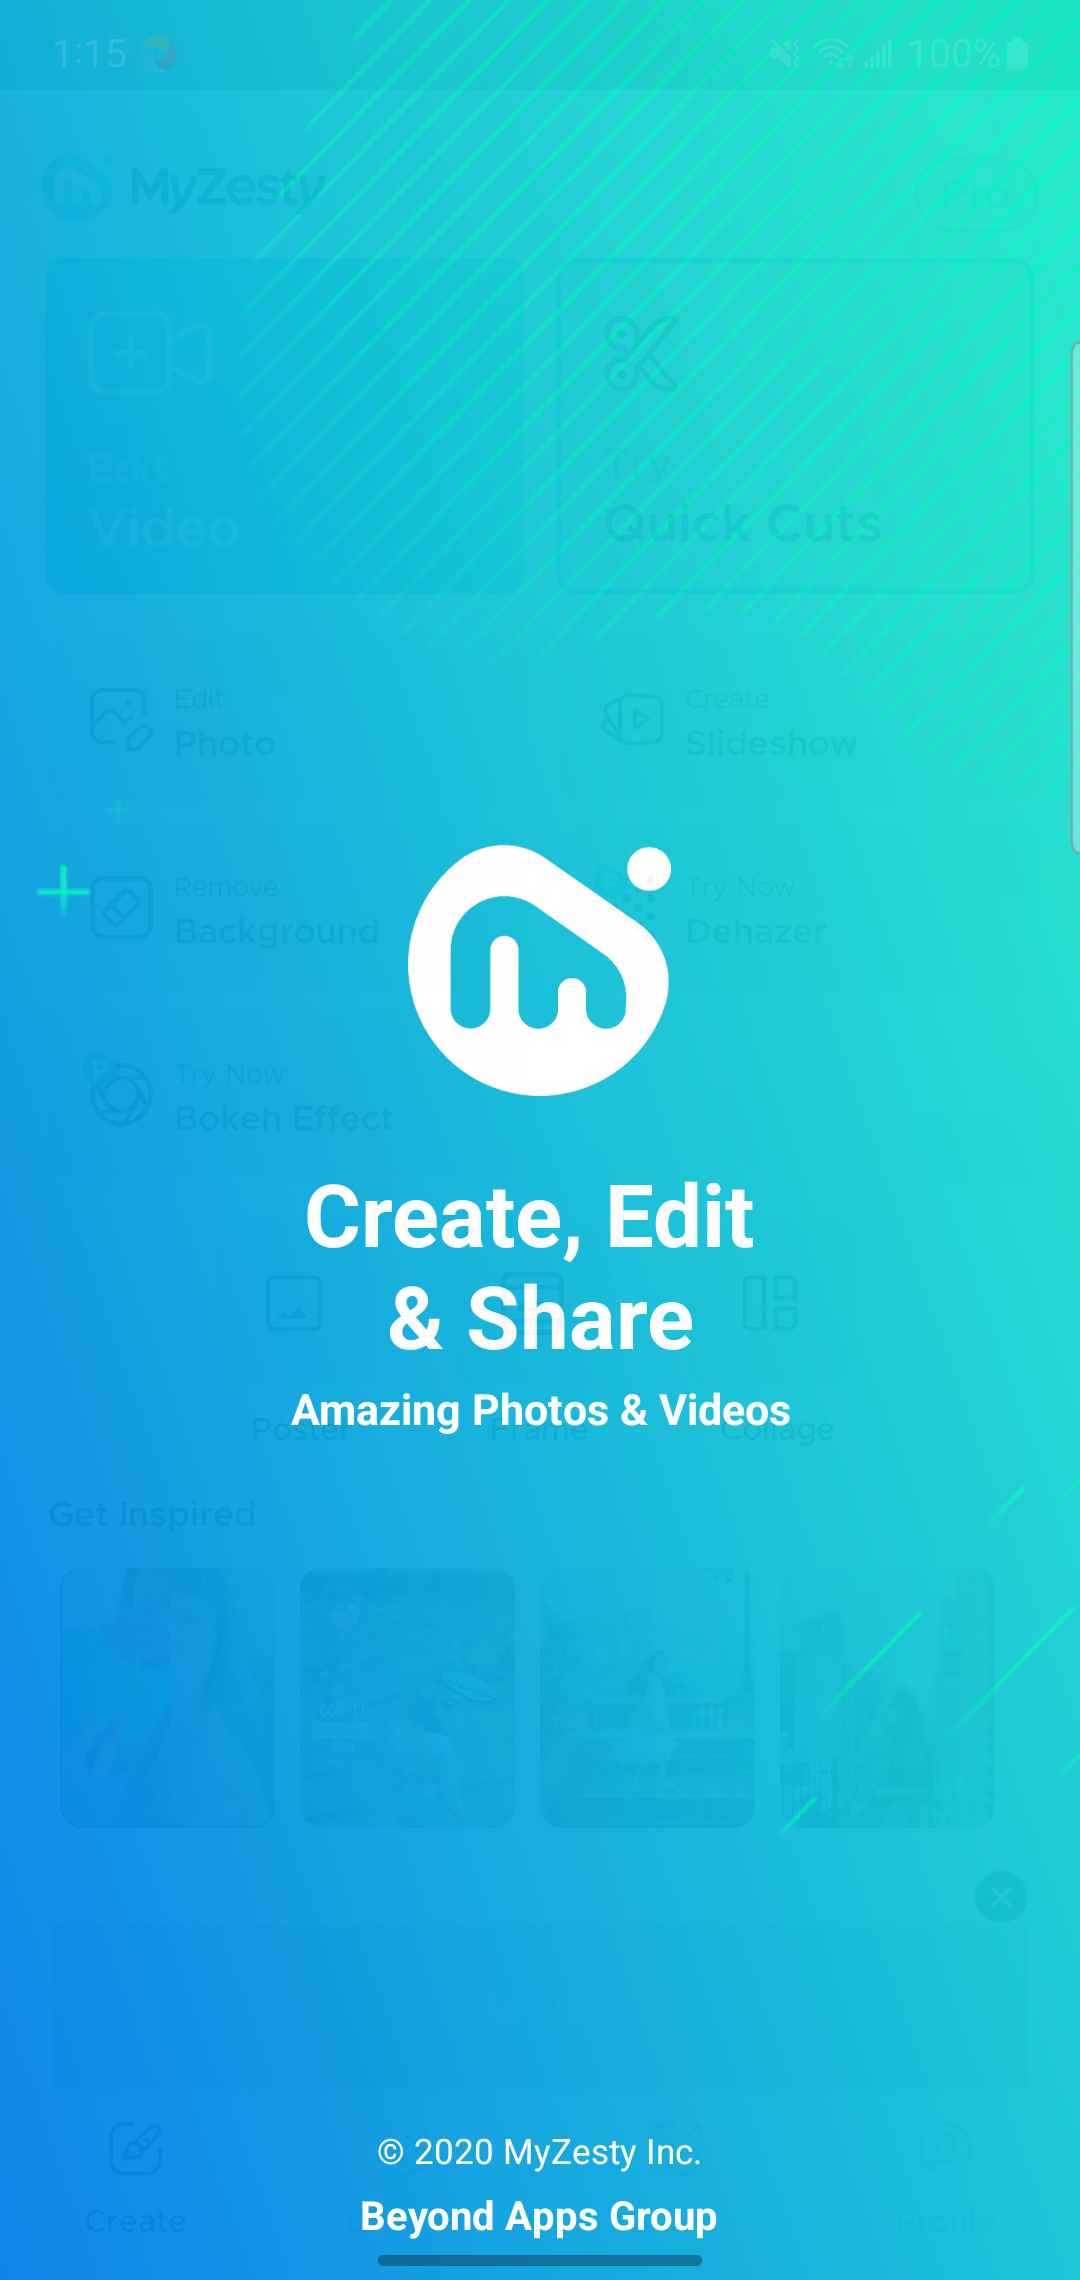 1:15
100%
MyZesty
Pro
Edit
Video
Try
Quick Cuts
Edit
Photo
Create
Slideshow
Remove
Background
P
Try Now
Dehazer
P
Try Now
Bokeh Effect
Create, Edit
& Share
Amazing Photos & Videos
Poster
Frame
Collage
Get Inspired
collect
© 2020 MyZesty Inc.
Create
Profile
Beyond Apps Group